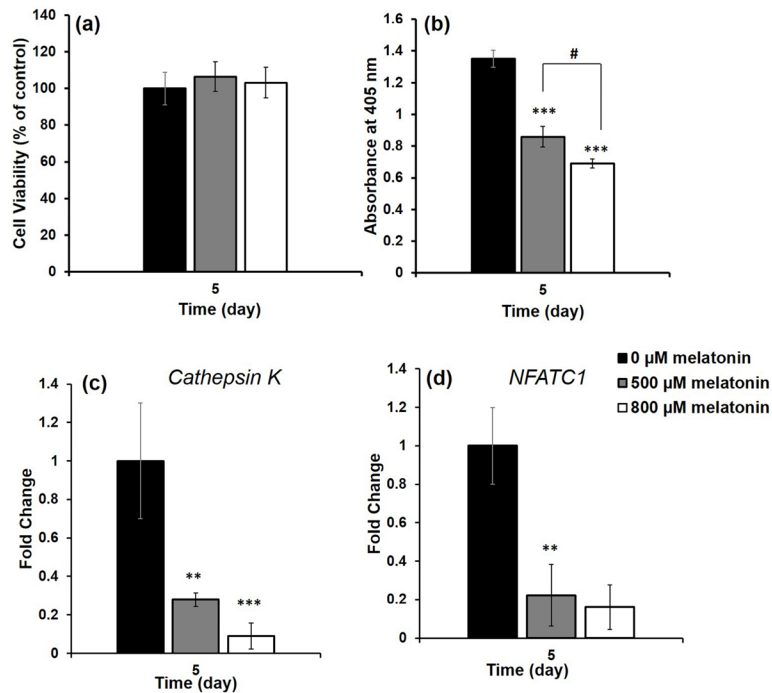 (a)
Cell Viability (% of control)
140
120
100
80
60
40
20
0
5
Time (day)
(b)
Absorbance at 405 nm
1.6
1.4
1.2
1
0.8
0.6
0.4
0.2
0
#
***
***
5
Time (day)
0 µM melatonin
500 µM melatonin
800 µM melatonin
(c)
Cathepsin K
Fold Change
1.4
1.2
1
0.8
0.6
0.4
0.2
0
**
***
5
Time (day)
(d)
NFATC1
Fold Change
1.4
1.2
1
0.8
0.6
0.4
0.2
0
**
5
Time (day)